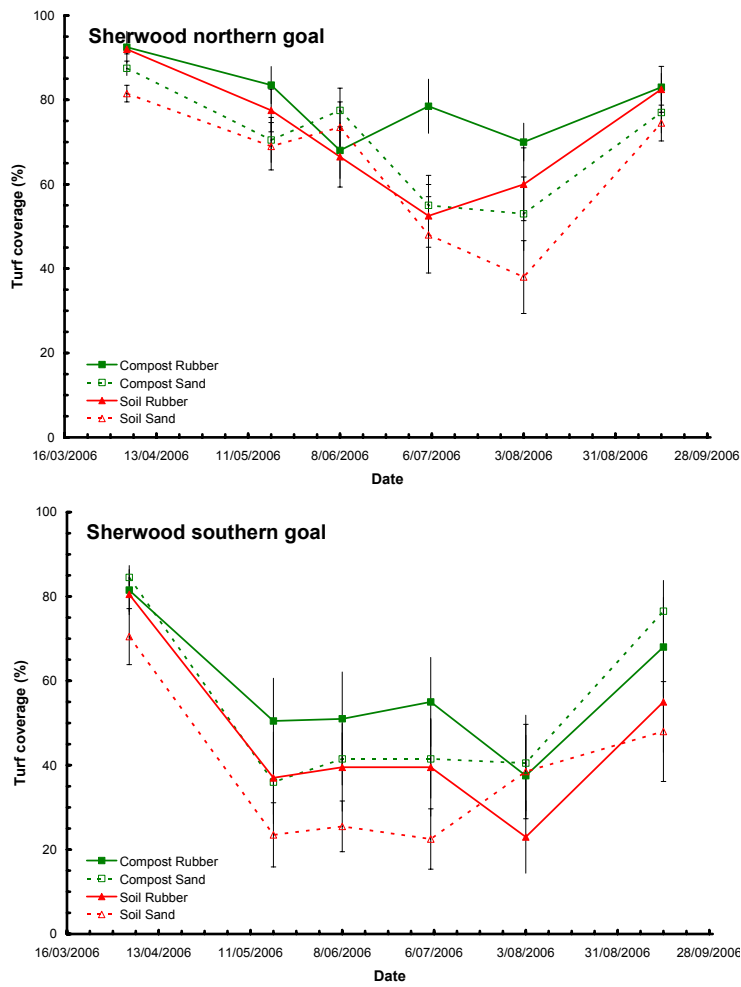 Sherwood northern goal
100
80
60
40
20
0
Turf coverage (%)
Compost Rubber
Compost Sand
Soil Rubber
Soil Sand
16/03/2006 13/04/2006 11/05/2006 8/06/2006 6/07/2006 3/08/2006 31/08/2006 28/09/2006
Date
Sherwood southern goal
100
80
60
40
20
0
Turf coverage (%)
Compost Rubber
Compost Sand
Soil Rubber
Soil Sand
16/03/2006 13/04/2006 11/05/2006 8/06/2006 6/07/2006 3/08/2006 31/08/2006 28/09/2006
Date